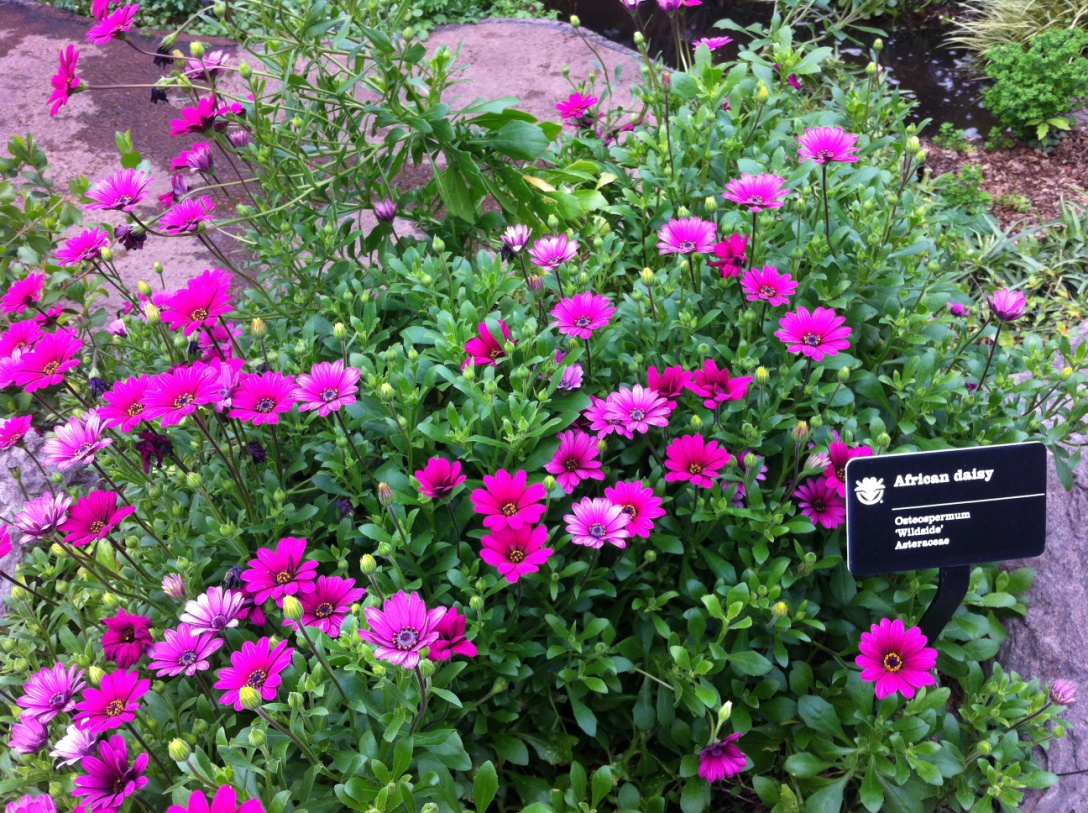 African daisy
Osteospermum
'Wildside'
Asteraceae